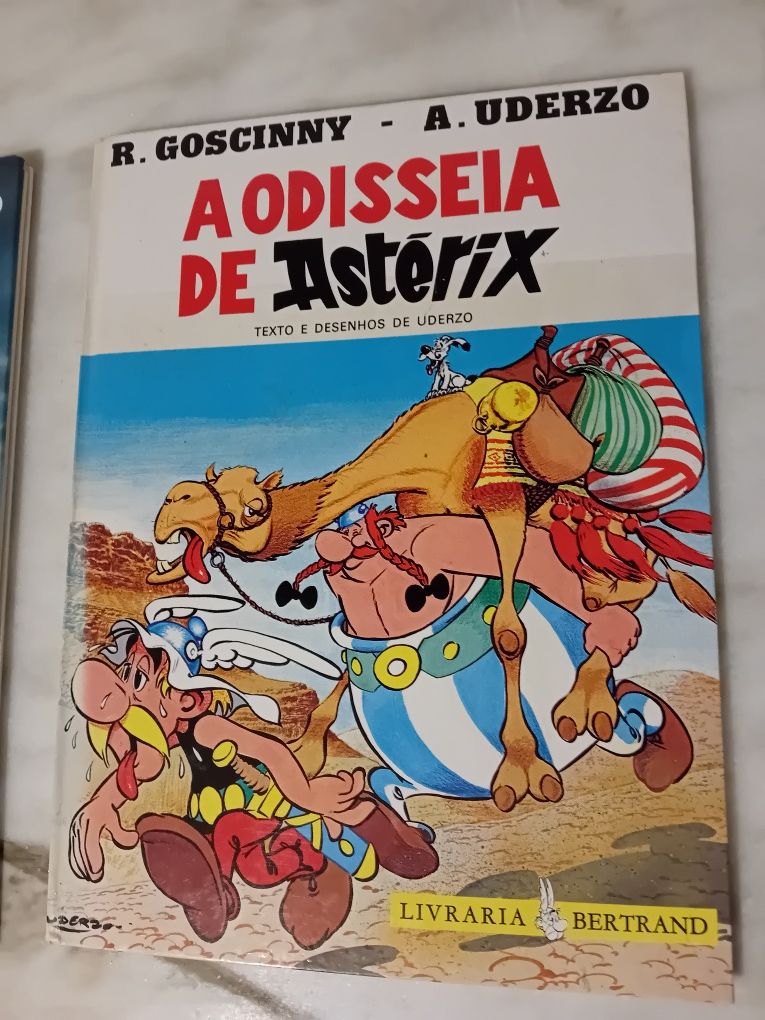 R. GOSCINNY - A. UDERZO
A ODISSEIA
DE Astérix
TEXTO E DESENHOS DE UDERZO
UDERZO
LIVRARIA BERTRAND